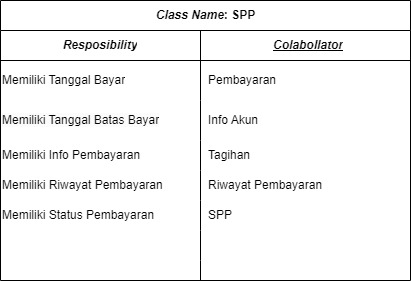 Class Name: SPP
Resposibility
Colabollator
Memiliki Tanggal Bayar
Pembayaran
Memiliki Tanggal Batas Bayar
Info Akun
Memiliki Info Pembayaran
Tagihan
Memiliki Riwayat Pembayaran
Riwayat Pembayaran
Memiliki Status Pembayaran
SPP